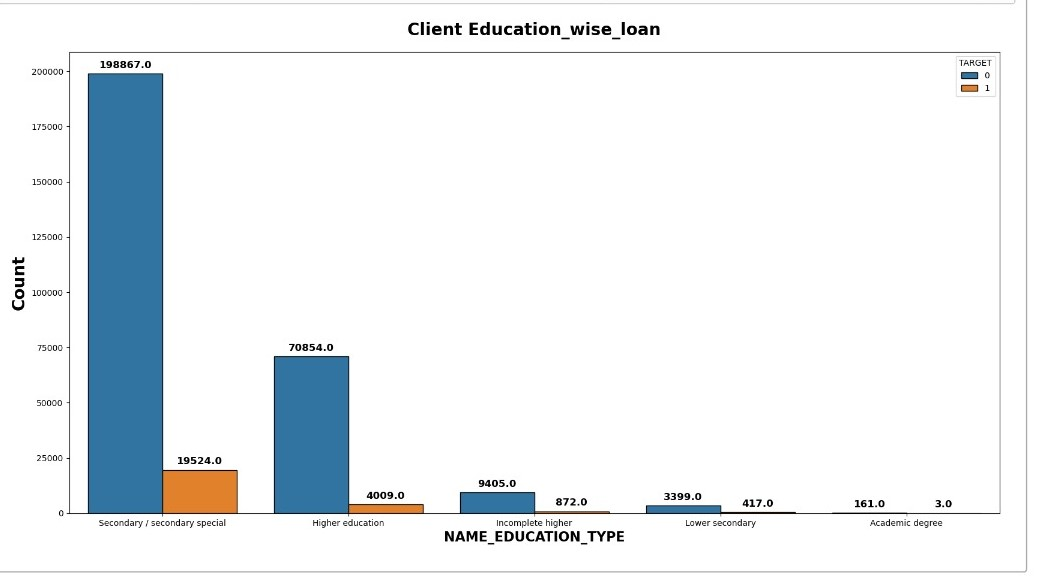 Client Education_wise_loan
TARGET
0
1
198867.0
70854.0
19524.0
4009.0
9405.0
872.0
3399.0
417.0
161.0
3.0
200000
175000
150000
125000
100000
75000
50000
25000
0
Count
Secondary / secondary special
Higher education
Incomplete higher
Lower secondary
Academic degree
NAME_EDUCATION_TYPE